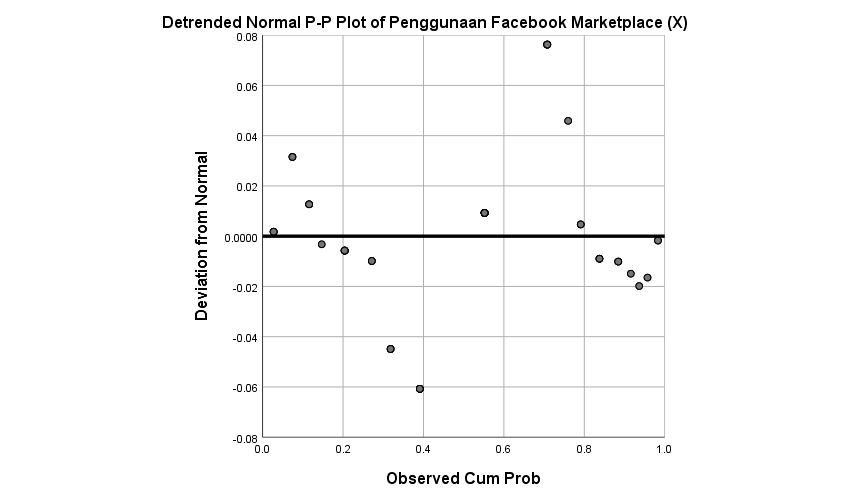 Detrended Normal P-P Plot of Penggunaan Facebook Marketplace (X)
0.08
0.06
0.04
0.02
0.0000
-0.02
-0.04
-0.06
-0.08
Deviation from Normal
0.0 0.2 0.4 0.6 0.8 1.0
Observed Cum Prob